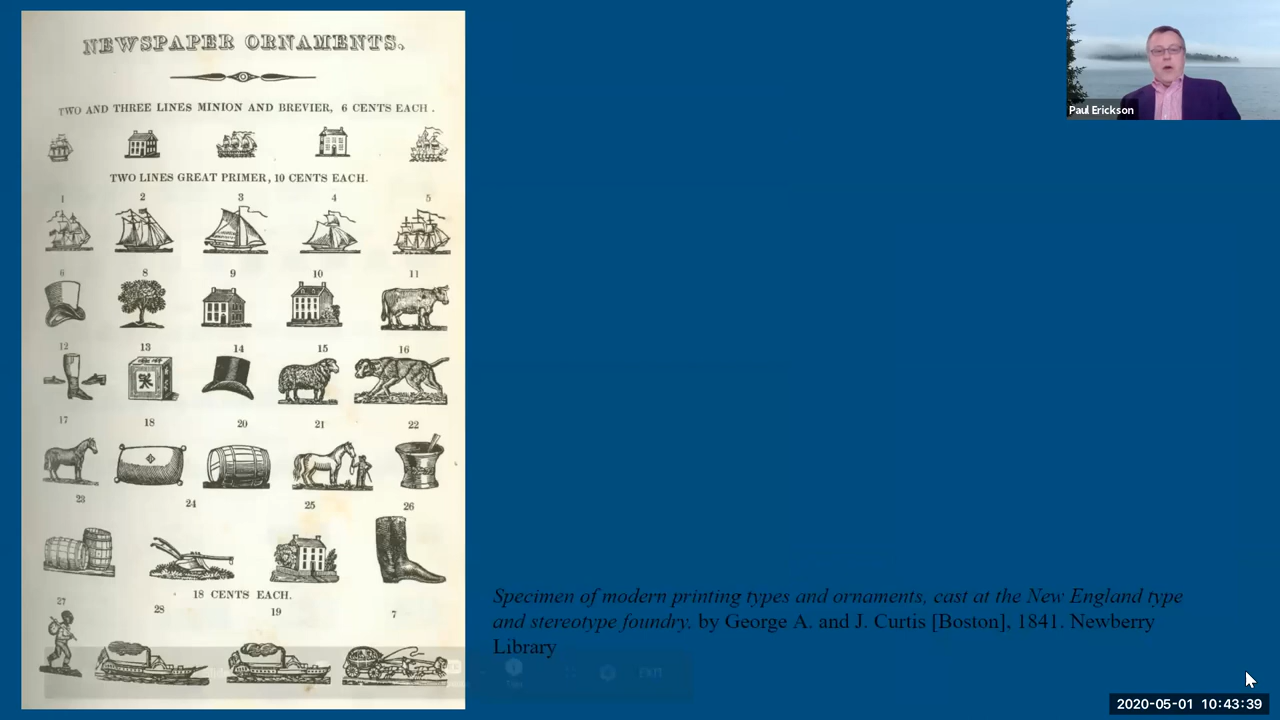 NEWSPAPER ORNAMENTS.
TWO AND THREE LINES MINION AND BREVIER, 6 CENTS EACH.
TWO LINES GREAT PRIMER, 10 CENTS EACH.
1 2 3 4 5
6 8 9 10 11
12 13 14 15 16
17 18 20 21 22
23 24 25 26
18 CENTS EACH.
27 28 19 7
Specimen of modern printing types and ornaments, cast at the New England type
and stereotype foundry. by George A. and J. Curtis [Boston], 1841. Newberry
Library
EXIT
Paul Erickson
2020-05-01 10:43:39